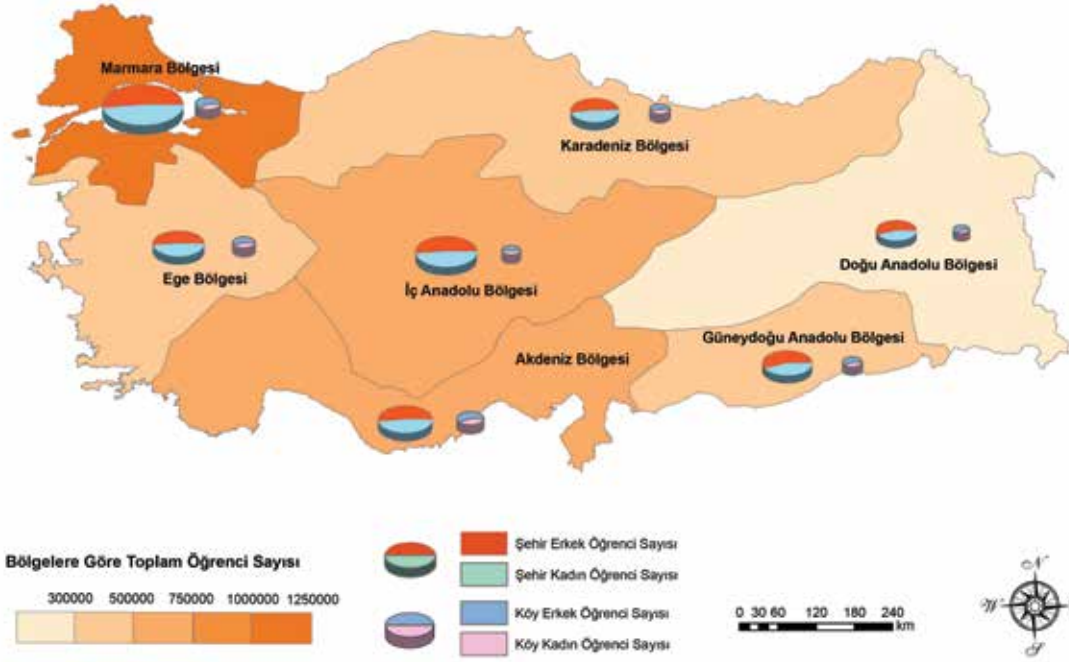 Marmara Bölgesi
Karadeniz Bölgesi
Ege Bölgesi
İç Anadolu Bölgesi
Doğu Anadolu Bölgesi
Güneydoğu Anadolu Bölgesi
Akdeniz Bölgesi
Bölgelere Göre Toplam Öğrenci Sayısı
300000 500000 750000 1000000 1250000
Şehir Erkek Öğrenci Sayısı
Şehir Kadın Öğrenci Sayısı
Köy Erkek Öğrenci Sayısı
Köy Kadın Öğrenci Sayısı
0 30 60 120 180 240
km
N
W
S